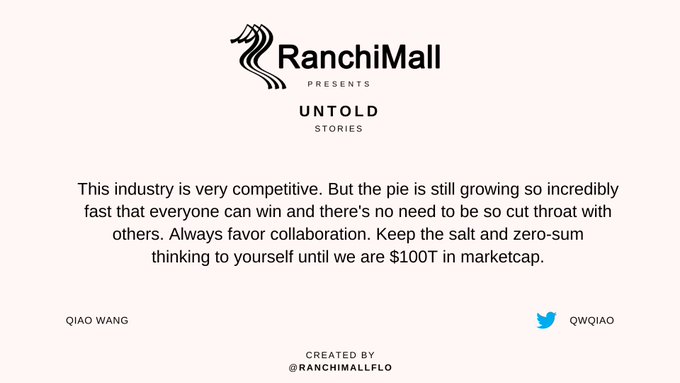 RanchiMall
PRESENTS
UNTOLD
STORIES
This industry is very competitive. But the pie is still growing so incredibly
fast that everyone can win and there's no need to be so cut throat with
others. Always favor collaboration. Keep the salt and zero-sum
thinking to yourself until we are $100T in marketcap.
QIAO WANG
QWQIAO
CREATED BY
@RANCHIMALLFLO